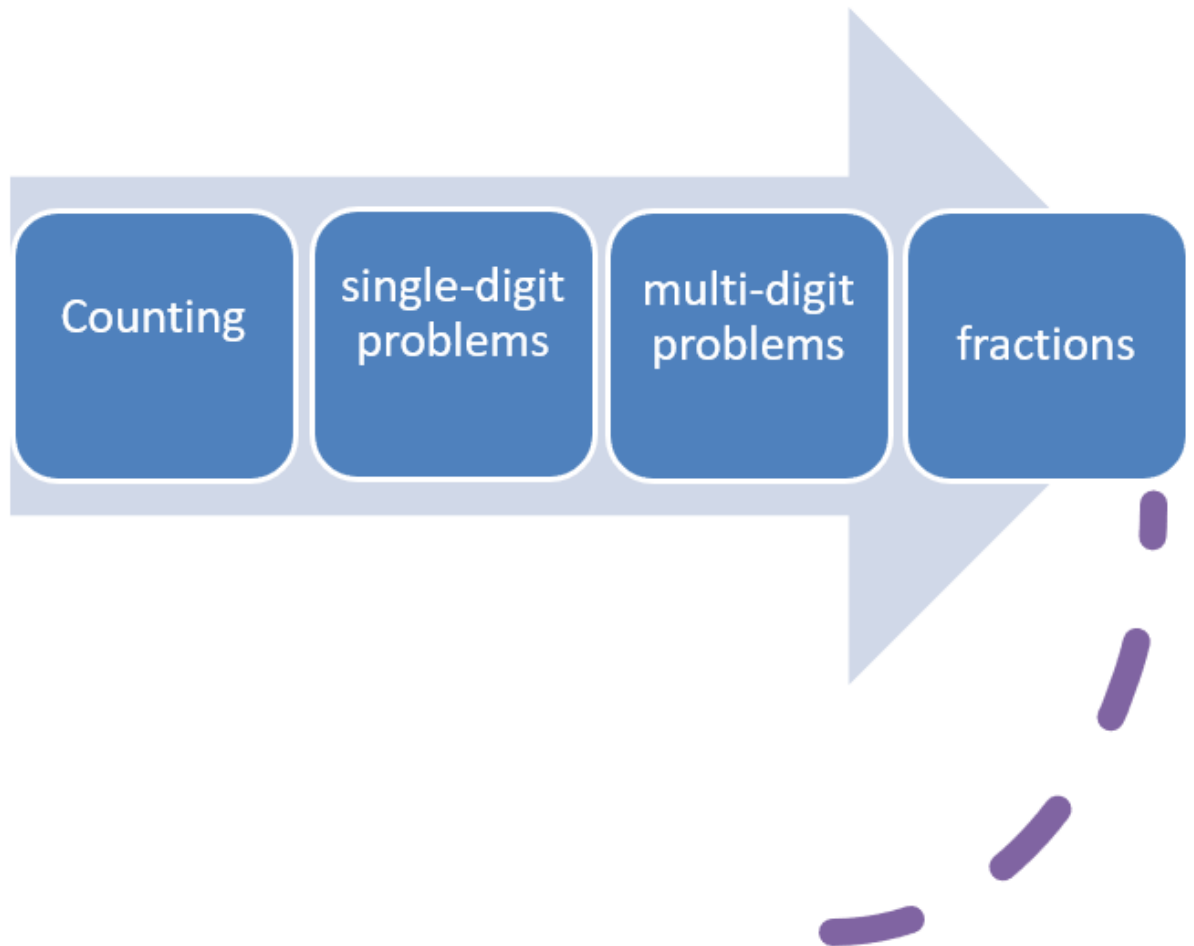 Counting
single-digit
problems
multi-digit
problems
fractions